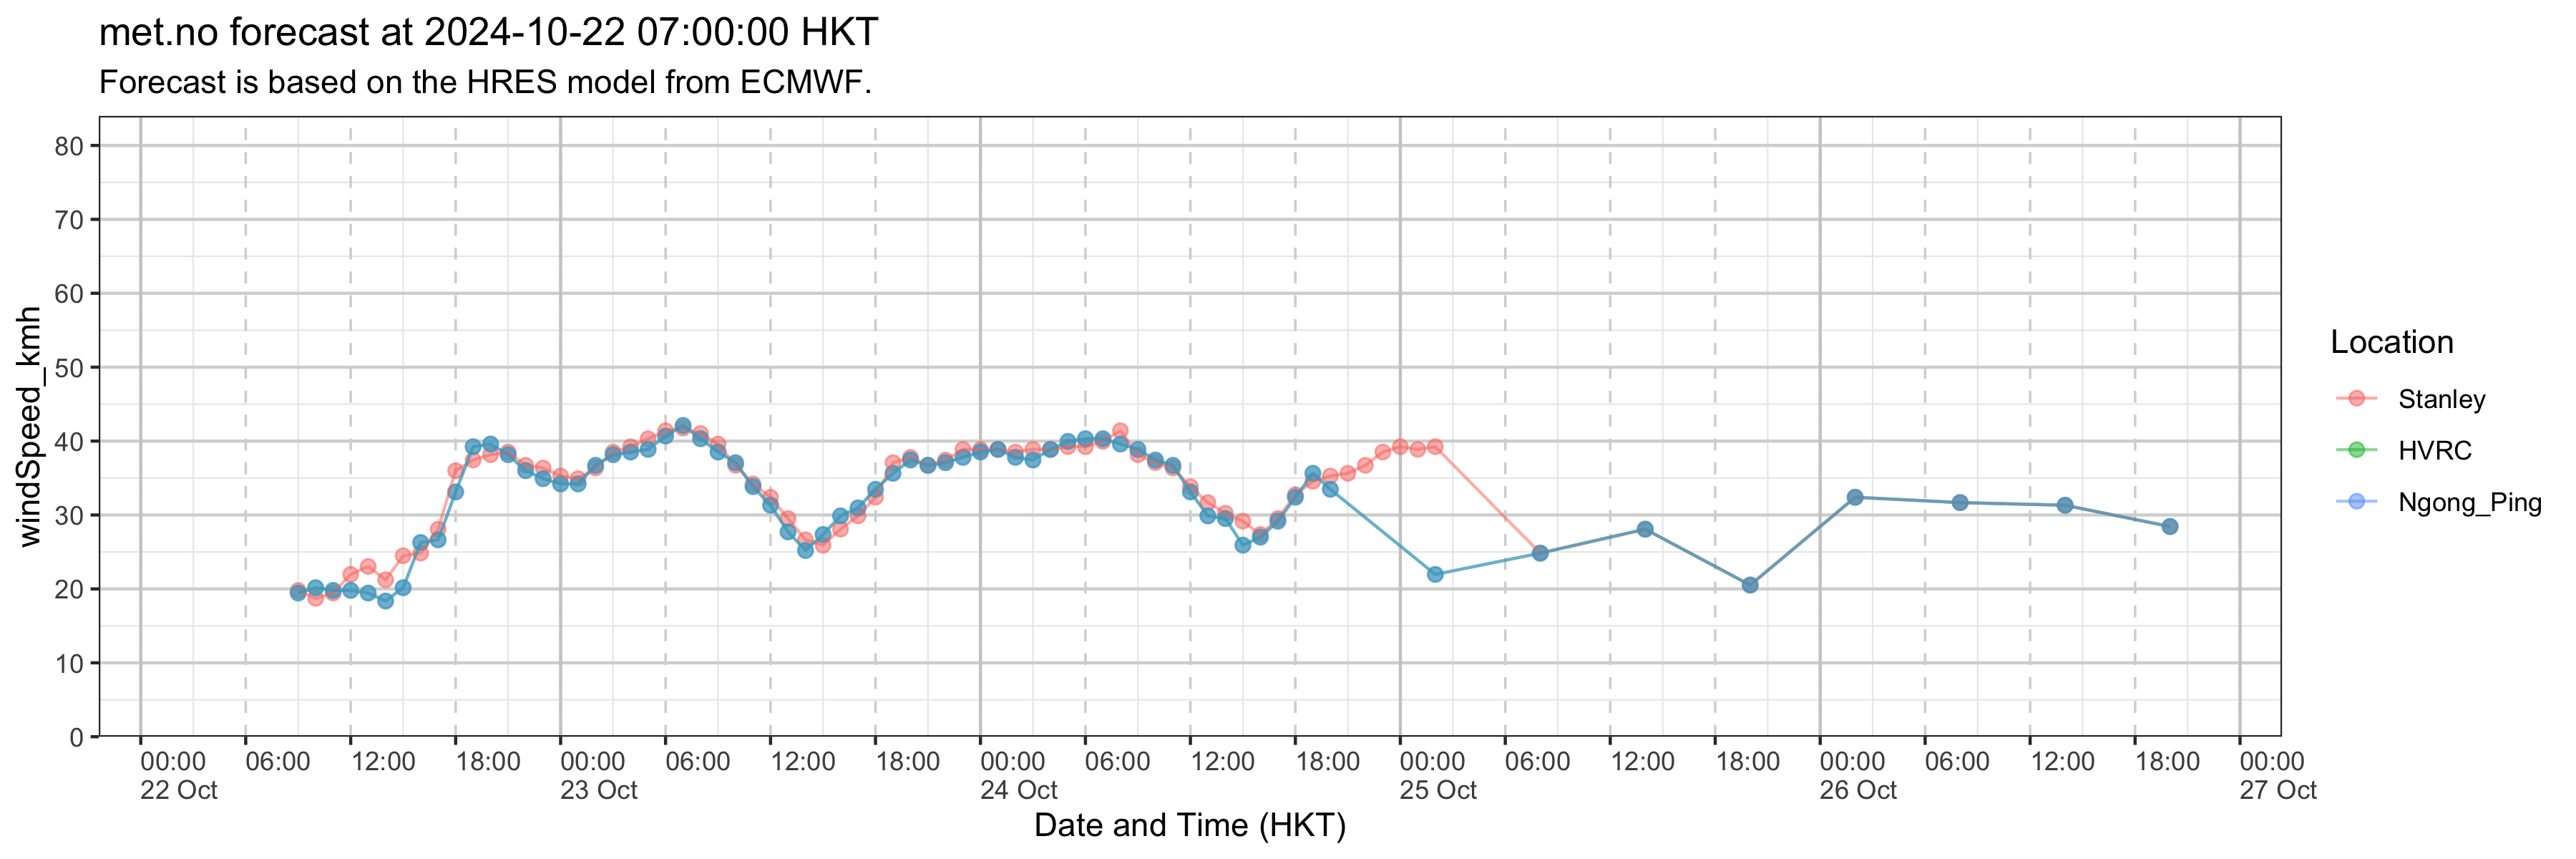 met.no forecast at 2024-10-22 07:00:00 HKT
Forecast is based on the HRES model from ECMWF.
windSpeed_kmh
80
70
60
50
40
30
20
10
0
00:00 06:00 12:00 18:00 00:00 06:00 12:00 18:00 00:00 06:00 12:00 18:00 00:00 06:00 12:00 18:00 00:00 06:00 12:00 18:00 00:00
22 Oct 23 Oct 24 Oct 25 Oct 26 Oct 27 Oct
Date and Time (HKT)
Location
Stanley
HVRC
Ngong_Ping